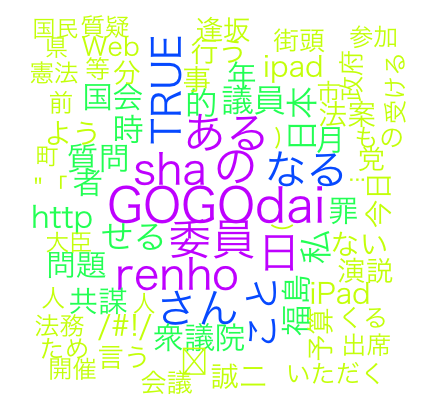 国民 質疑 逢坂 街頭 参加
県 Web 行う
憲法 等 分 TRUE 事 ipad 政府 受ける
国会 的 年 議員 市
前 時 ある 日本 法案
よう ) 月 もの
町 質問 sha の なる 党
" 「 者 … 今日
http GOGOdai 罪
大臣 せる 委員 日 ( 私 ない
問題 renho 演説
人 共謀 人 さん こと 福島 iPad
法務 /#!/ 衆議院 予算 くる
ため 言う 出席
開催 会議 誠二 いただく